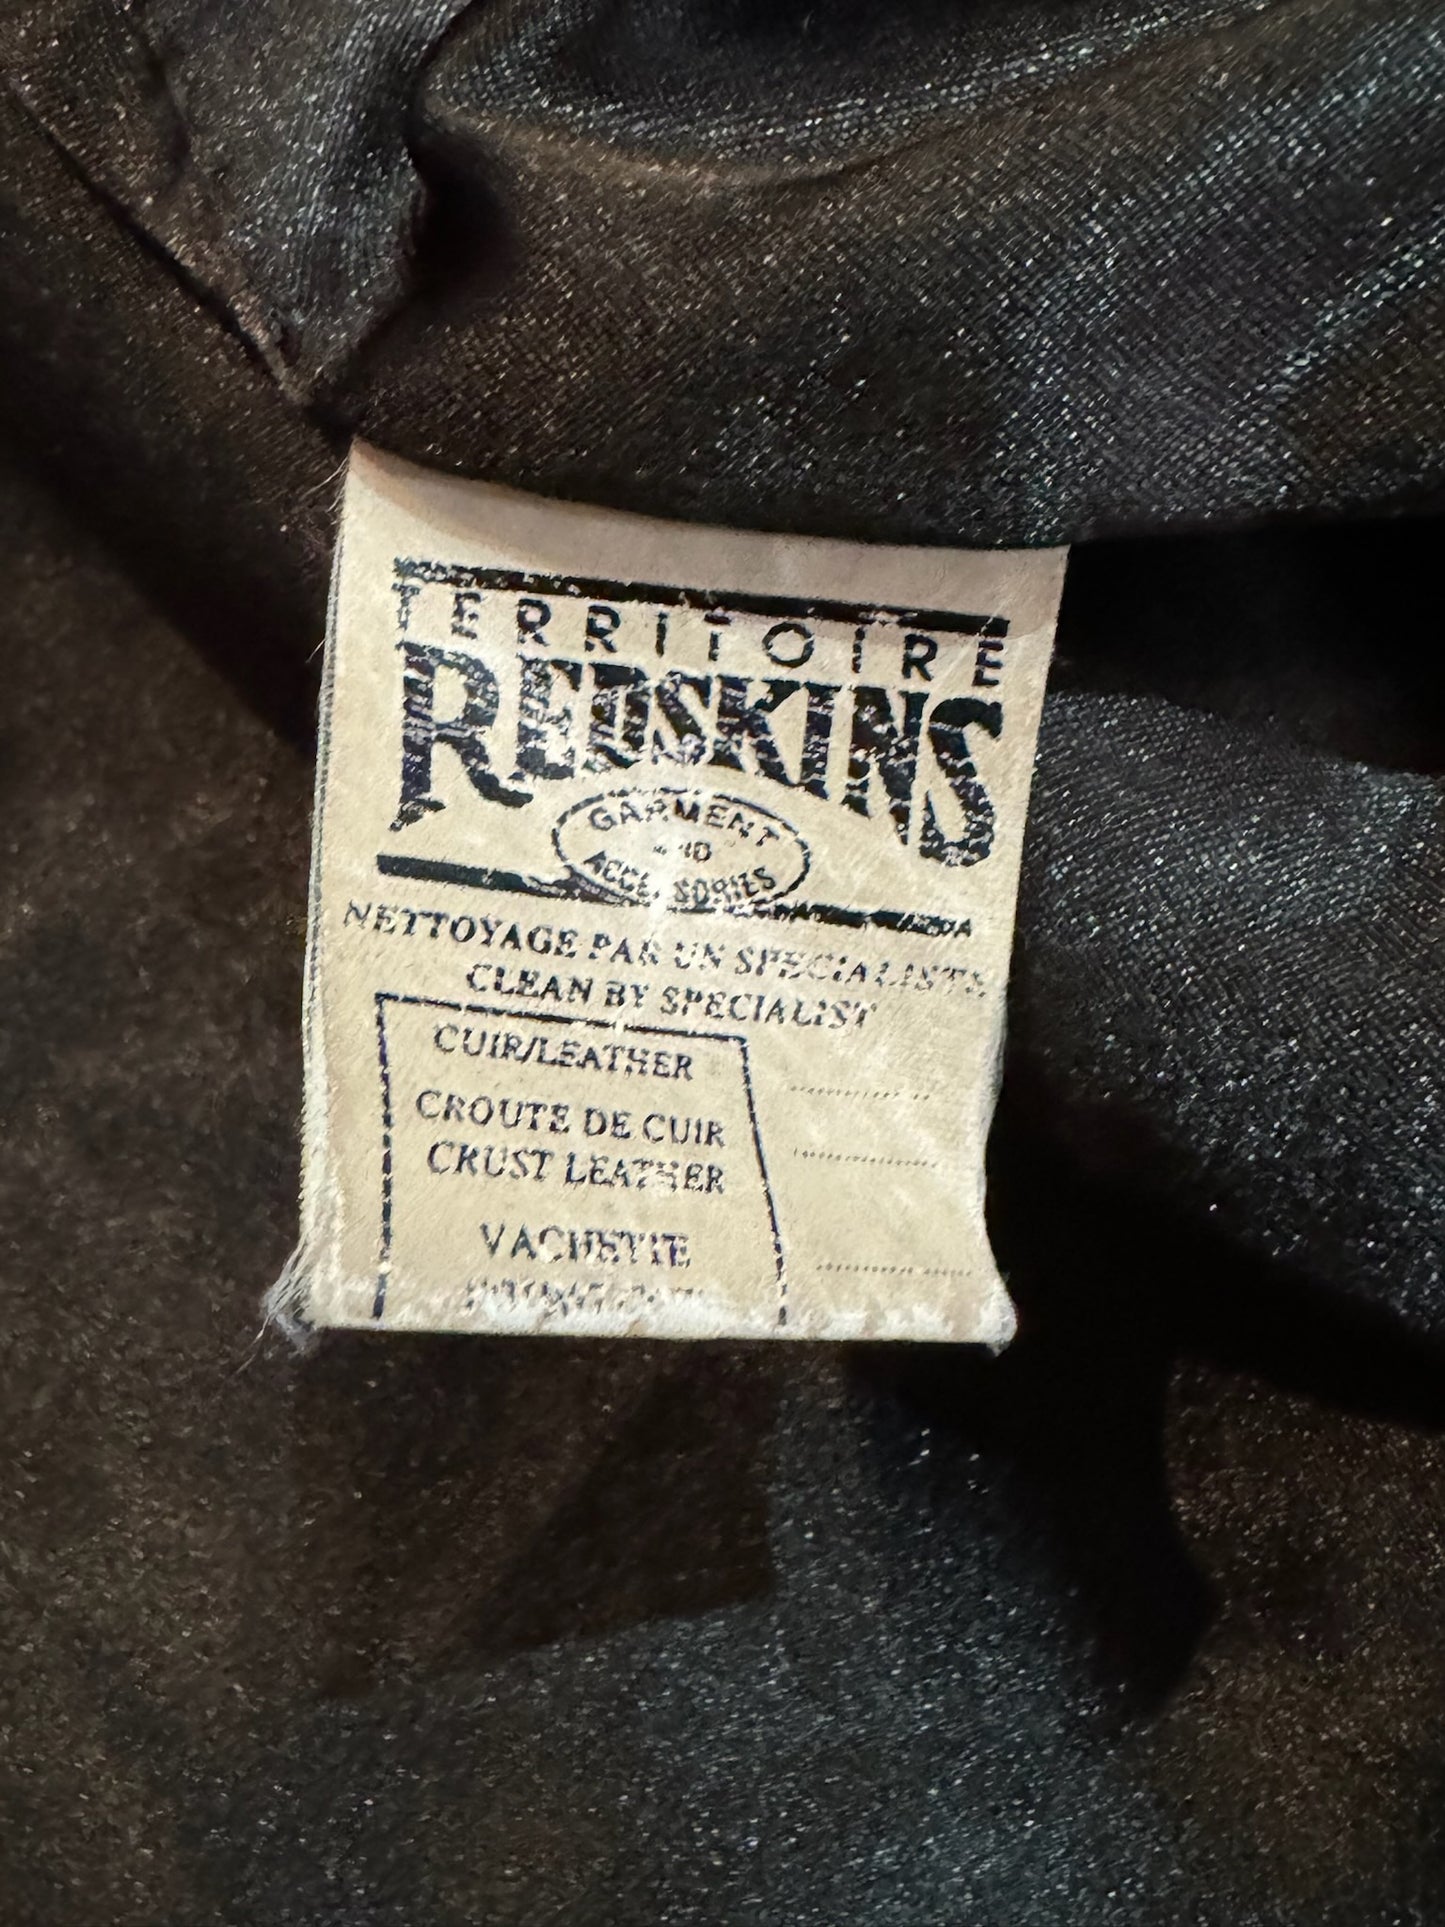 TERRITOIRE
REDSKINS
GARMENT
AND
ACCESSORIES
NETTOYAGE PAR UN SPECIALISTE
CLEAN BY SPECIALIST
CUIR/LEATHER
CROUTE DE CUIR
CRUST LEATHER
VACHETTE